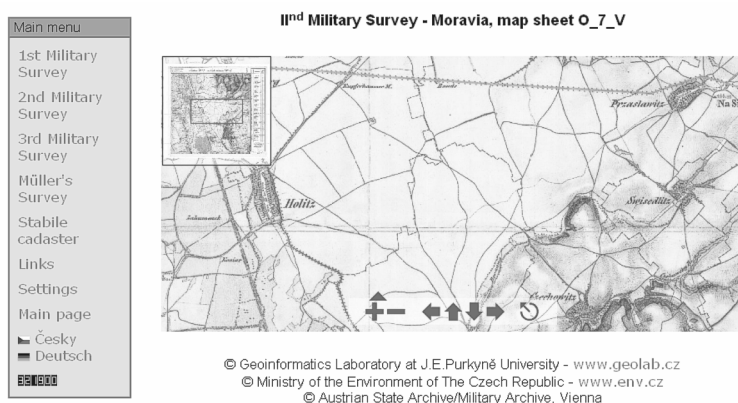 IInd Military Survey - Moravia, map sheet O_7_V
Main menu
1st Military
Survey
2nd Military
Survey
3rd Military
Survey
Müller's
Survey
Stabile
cadaster
Links
Settings
Main page
Česky
Deutsch
321900
Przaslawitz
Holitz
Swisedlitz
Czechowitz
© Geoinformatics Laboratory at J.E.Purkyně University - www.geolab.cz
© Ministry of the Environment of The Czech Republic - www.env.cz
© Austrian State Archive/Military Archive, Vienna